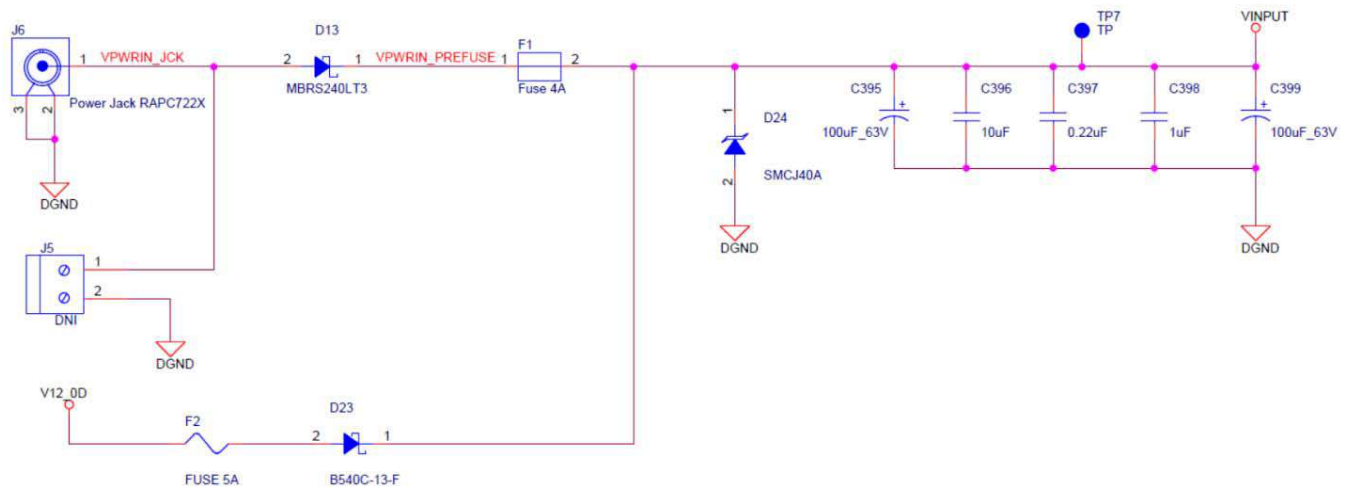 J6
1
VPWRIN_JCK
Power Jack RAPC722X
3
2
DGND
D13
2
1
MBRS240LT3
VPWRIN_PREFUSE
F1
1
2
Fuse 4A
TP7
TP
VINPUT
1
D24
2
SMCJ40A
DGND
C395
+
100uF_63V
C396
10uF
C397
0.22uF
C398
1uF
C399
+
100uF_63V
DGND
J5
1
2
DNI
DGND
V12_0D
F2
FUSE 5A
D23
2
1
B540C-13-F